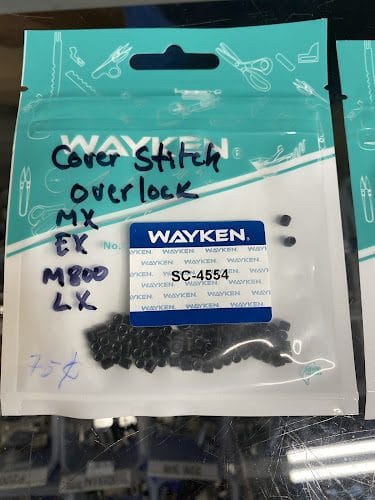 WAYKEN®
Cover Stitch
overlock
MX
EX
M800
LX
No.
WAYKEN.
SC-4554
75¢